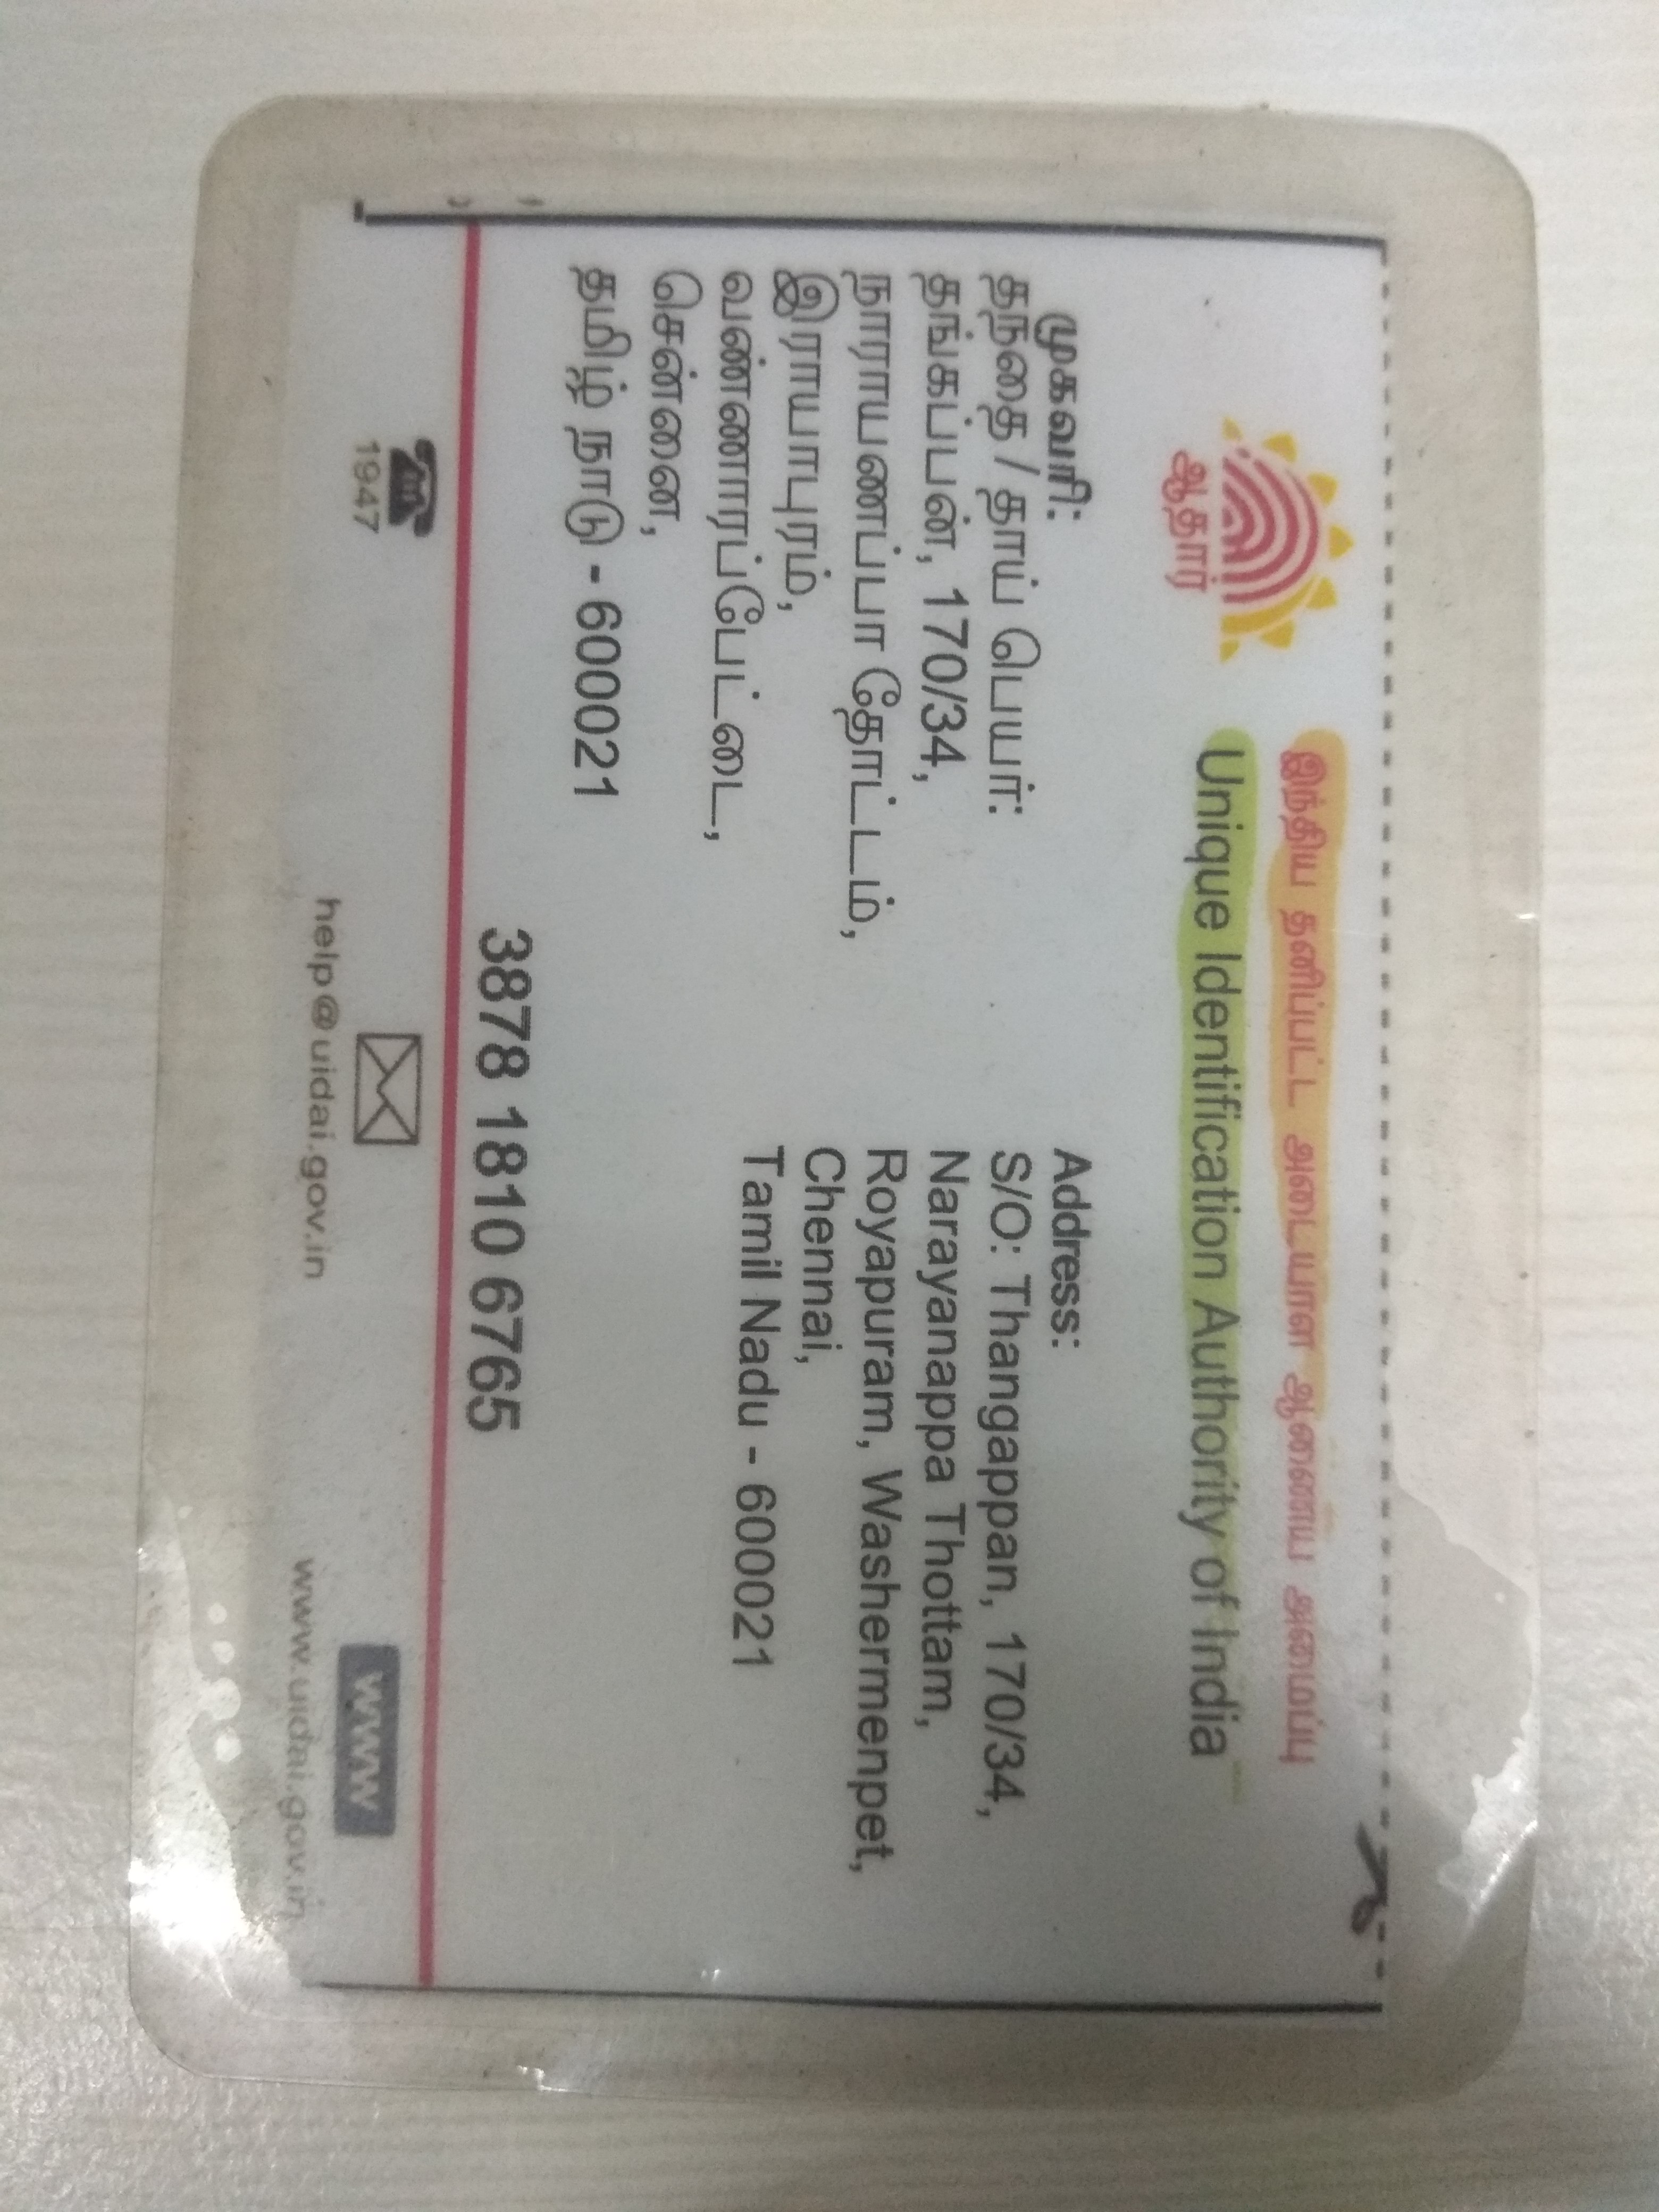 இந்திய தனிப்பட்ட அடையாள ஆணைய அமைப்பு
Unique Identification Authority of India
ஆதார்
முகவரி:
தந்தை / தாய் பெயர்:
தங்கப்பன், 170/34,
நாராயணப்பா தோட்டம்,
இராயாபுரம்,
வண்ணாரப்பேட்டை,
சென்னை,
தமிழ் நாடு - 600021
Address:
S/O: Thangappan, 170/34,
Narayanappa Thottam,
Royapuram, Washermenpet,
Chennai,
Tamil Nadu - 600021
3878 1810 6765
1947
help@uidai.gov.in
www
www.uidai.gov.in